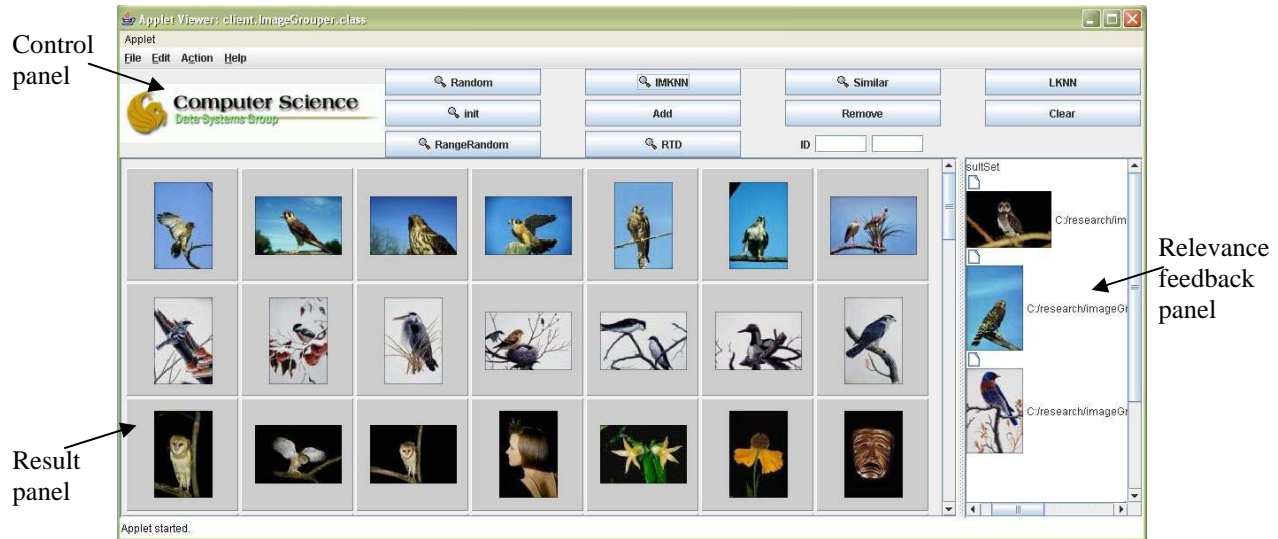 Applet Viewer: client.ImageGrouper.class
Applet
File Edit Action Help
Control
panel
Computer Science
Data Systems Group
Random
IMKNN
Similar
LKNN
init
Add
Remove
Clear
RangeRandom
RTD
ID
sultSet
C:/research/im
C:/research/imageGr
C:/research/imageGr
Relevance
feedback
panel
Result
panel
Applet started.